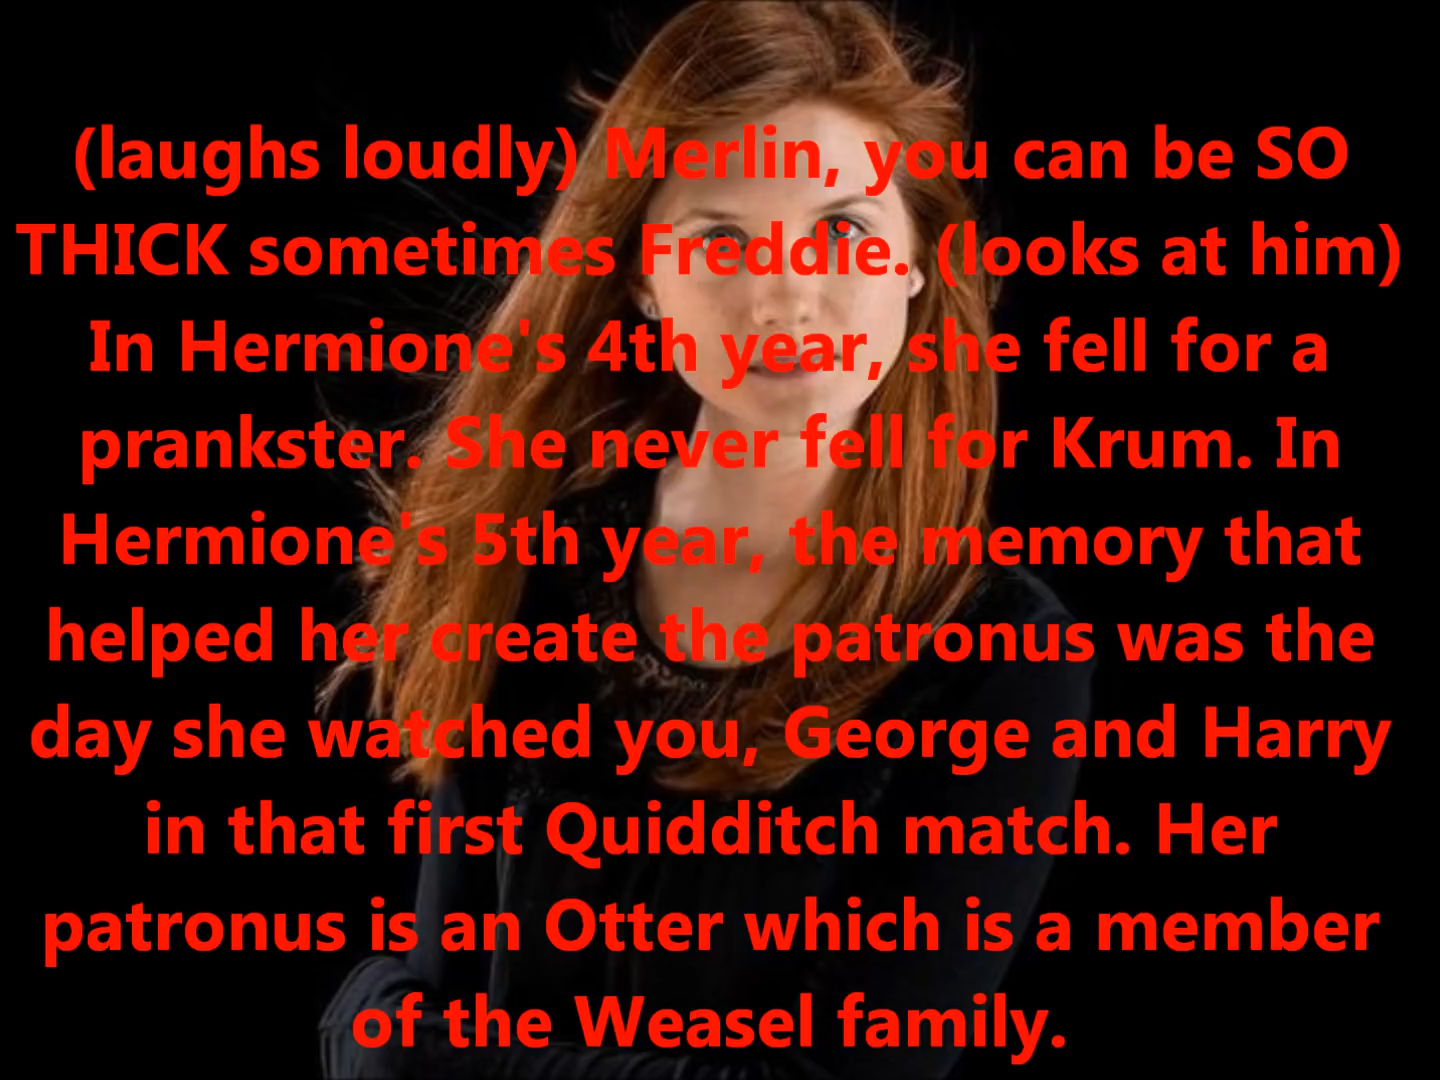 (laughs loudly) Merlin, you can be SO
THICK sometimes Freddie. (looks at him)
In Hermione's 4th year, she fell for a
prankster. She never fell for Krum. In
Hermione's 5th year, the memory that
helped her create the patronus was the
day she watched you, George and Harry
in that first Quidditch match. Her
patronus is an Otter which is a member
of the Weasel family.